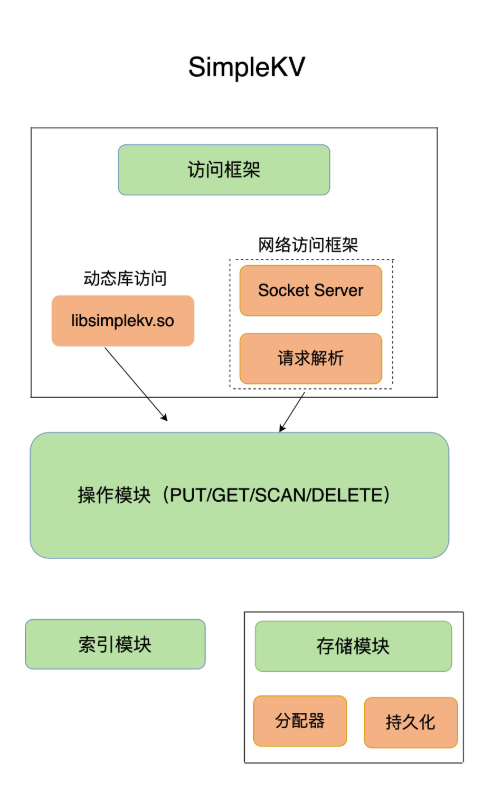 SimpleKV
访问框架
网络访问框架
动态库访问
Socket Server
libsimplekv.so
请求解析
操作模块（PUT/GET/SCAN/DELETE）
索引模块
存储模块
分配器
持久化